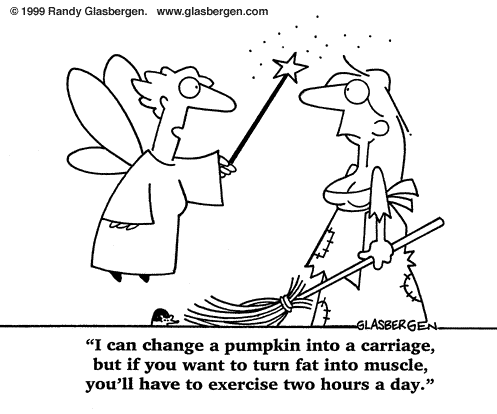 © 1999 Randy Glasbergen. www.glasbergen.com
GLASBERGEN
“I can change a pumpkin into a carriage,
but if you want to turn fat into muscle,
you’ll have to exercise two hours a day.”